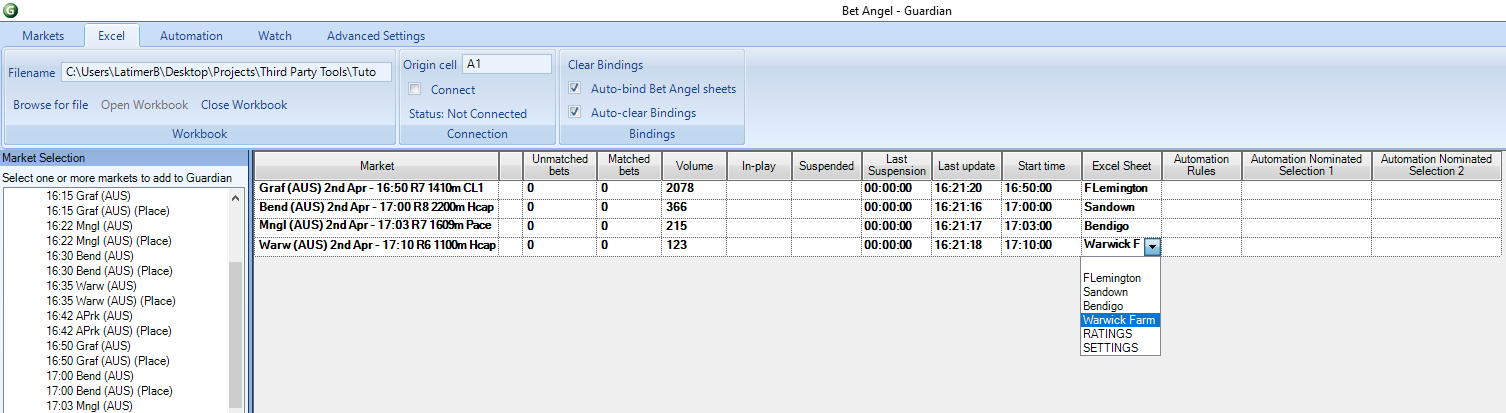 G
Bet Angel - Guardian
Markets Excel Automation Watch Advanced Settings
Filename C:\Users\LatimerB\Desktop\Projects\Third Party Tools\Tuto
Browse for file Open Workbook Close Workbook
Workbook
Origin cell A1
Connect
Status: Not Connected
Connection
Clear Bindings
Auto-bind Bet Angel sheets
Auto-clear Bindings
Bindings
Market Selection
Select one or more markets to add to Guardian
16:15 Graf (AUS)
16:15 Graf (AUS) (Place)
16:22 Mngl (AUS)
16:22 Mngl (AUS) (Place)
16:30 Bend (AUS)
16:30 Bend (AUS) (Place)
16:35 Warw (AUS)
16:35 Warw (AUS) (Place)
16:42 APrk (AUS)
16:42 APrk (AUS) (Place)
16:50 Graf (AUS)
16:50 Graf (AUS) (Place)
17:00 Bend (AUS)
17:00 Bend (AUS) (Place)
17:03 Mngl (AUS)
Market Unmatched bets Matched bets Volume In-play Suspended Last Suspension Last update Start time Excel Sheet Automation Rules Automation Nominated Selection 1 Automation Nominated Selection 2
Graf (AUS) 2nd Apr - 16:50 R7 1410m CL1 0 0 2078 00:00:00 16:21:20 16:50:00 FLemington
Bend (AUS) 2nd Apr - 17:00 R8 2200m Hcap 0 0 366 00:00:00 16:21:16 17:00:00 Sandown
Mngl (AUS) 2nd Apr - 17:03 R7 1609m Pace 0 0 215 00:00:00 16:21:17 17:03:00 Bendigo
Warw (AUS) 2nd Apr - 17:10 R6 1100m Hcap 0 0 123 00:00:00 16:21:18 17:10:00 Warwick F
FLemington
Sandown
Bendigo
Warwick Farm
RATINGS
SETTINGS